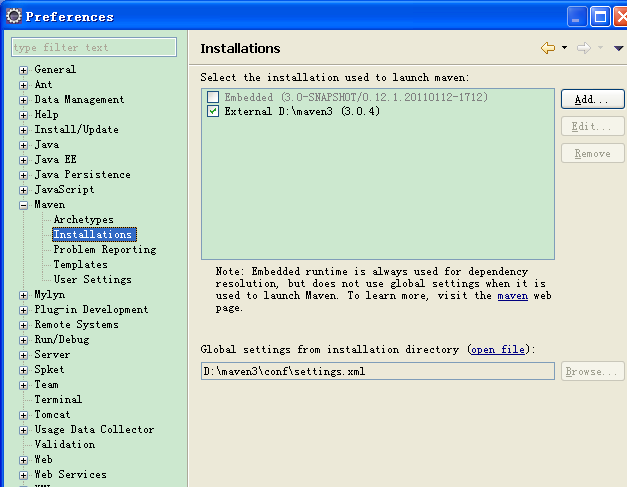 Preferences
type filter text
General
Ant
Data Management
Help
Install/Update
Java
Java EE
Java Persistence
JavaScript
Maven
Archetypes
Installations
Problem Reporting
Templates
User Settings
Mylyn
Plug-in Development
Remote Systems
Run/Debug
Server
Spket
Team
Terminal
Tomcat
Usage Data Collector
Validation
Web
Web Services
Installations
Select the installation used to launch maven:
Embedded (3.0-SNAPSHOT/0.12.1.20110112-1712)
External D:\maven3 (3.0.4)
Add...
Edit...
Remove
Note: Embedded runtime is always used for dependency
resolution, but does not use global settings when it is
used to launch Maven. To learn more, visit the maven web
page.
Global settings from installation directory (open file):
D:\maven3\conf\settings.xml
Browse...